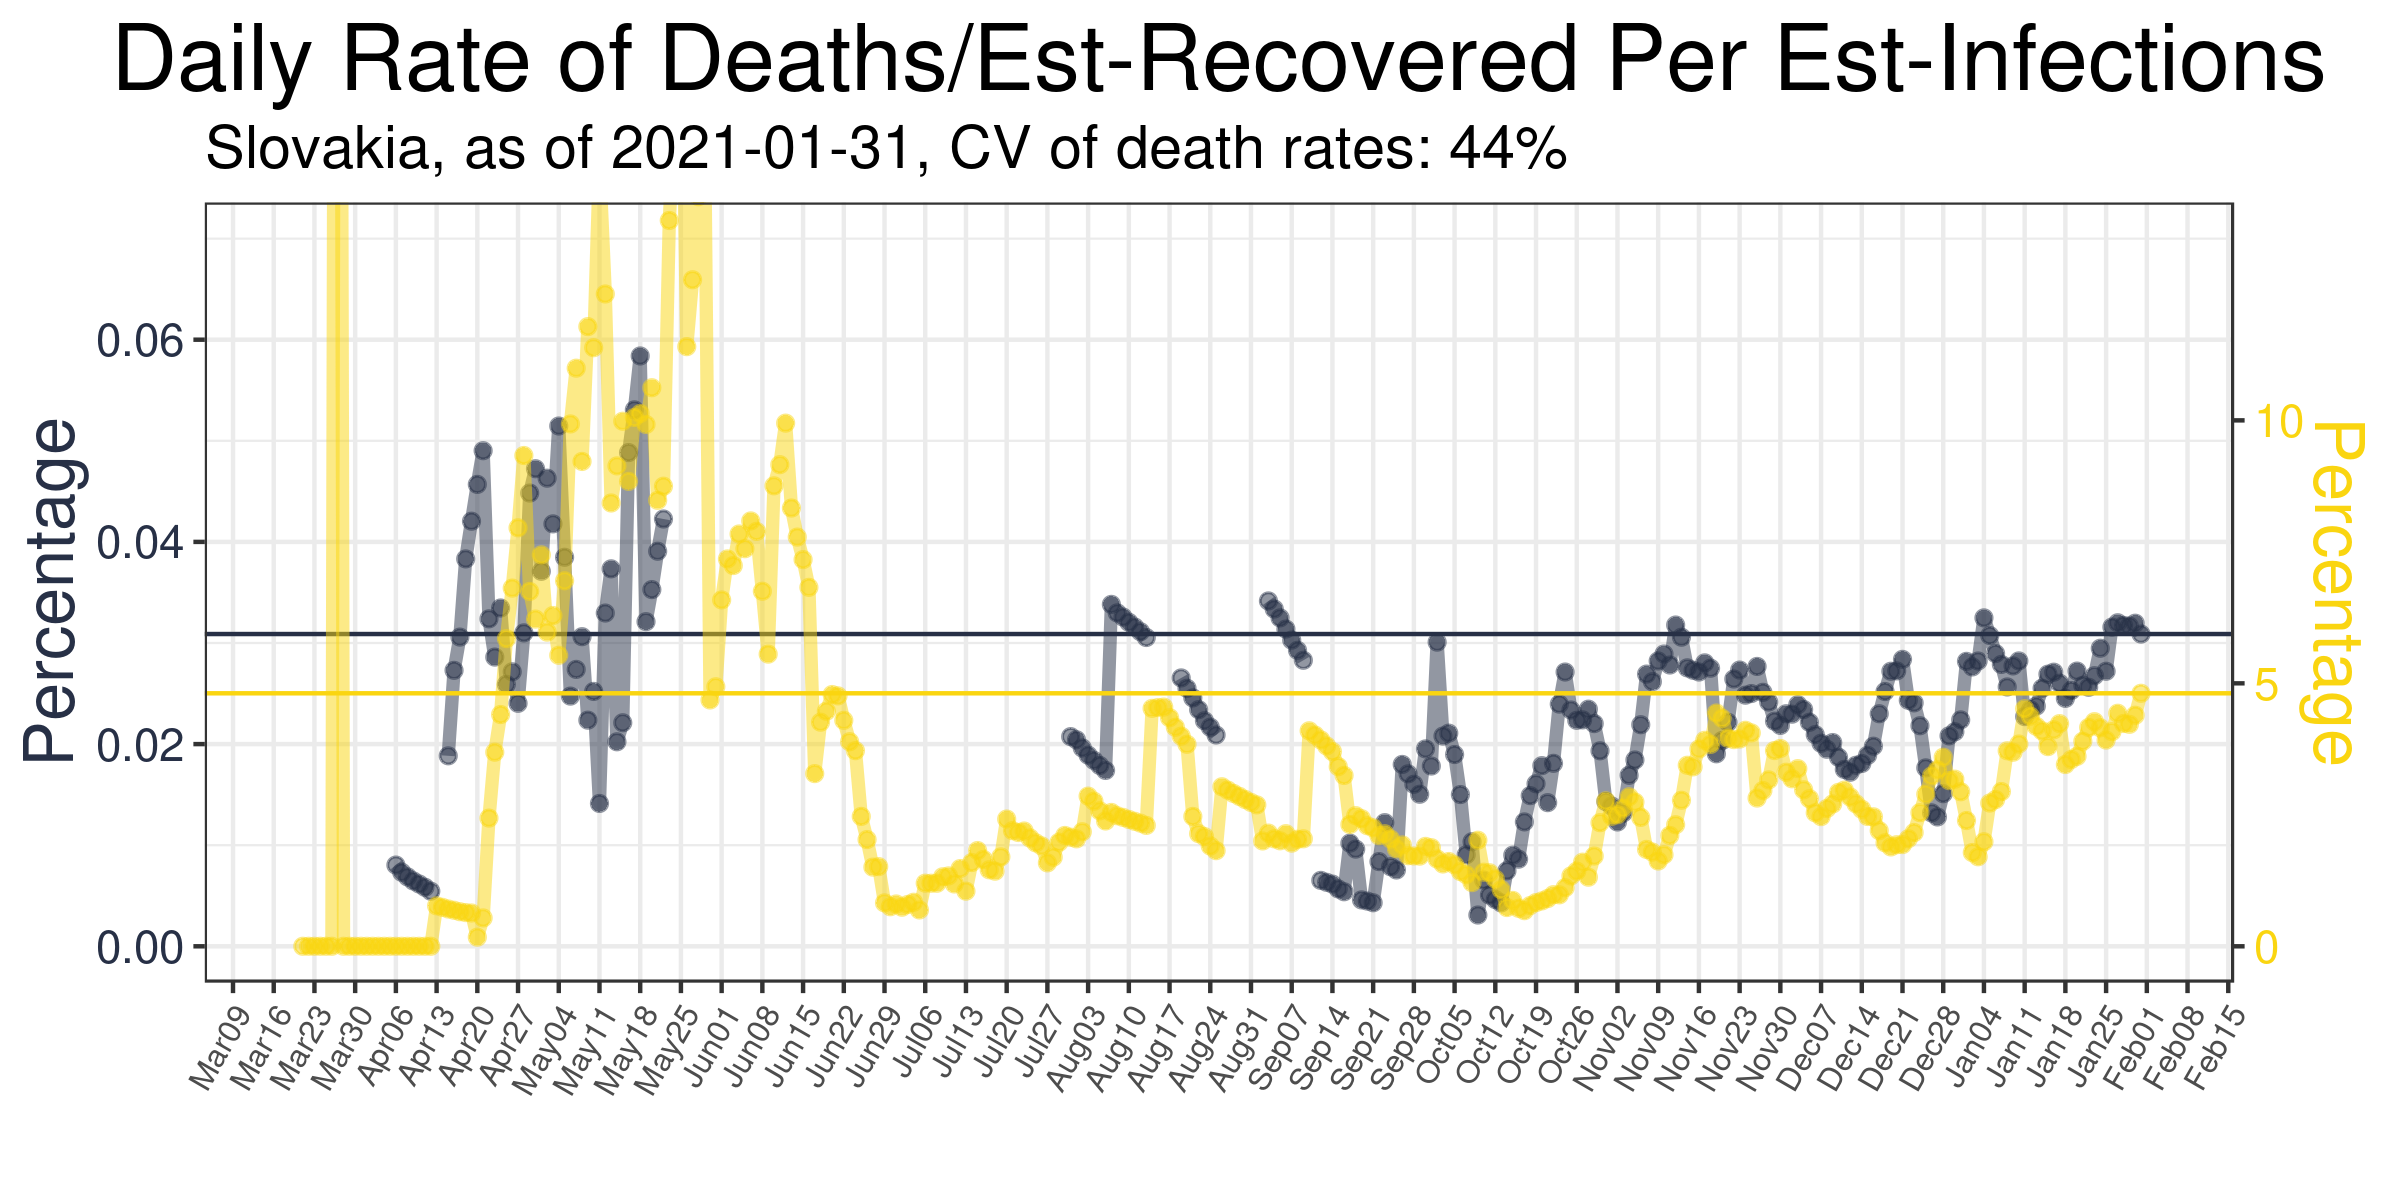 Daily Rate of Deaths/Est-Recovered Per Est-Infections
Slovakia, as of 2021-01-31, CV of death rates: 44%
Percentage
0.06
0.04
0.02
0.00
10
5
0
Percentage
Mar09 Mar16 Mar23 Mar30 Apr06 Apr13 Apr20 Apr27 May04 May11 May18 May25 Jun01 Jun08 Jun15 Jun22 Jun29 Jul06 Jul13 Jul20 Jul27 Aug03 Aug10 Aug17 Aug24 Aug31 Sep07 Sep14 Sep21 Sep28 Oct05 Oct12 Oct19 Oct26 Nov02 Nov09 Nov16 Nov23 Nov30 Dec07 Dec14 Dec21 Dec28 Jan04 Jan11 Jan18 Jan25 Feb01 Feb08 Feb15